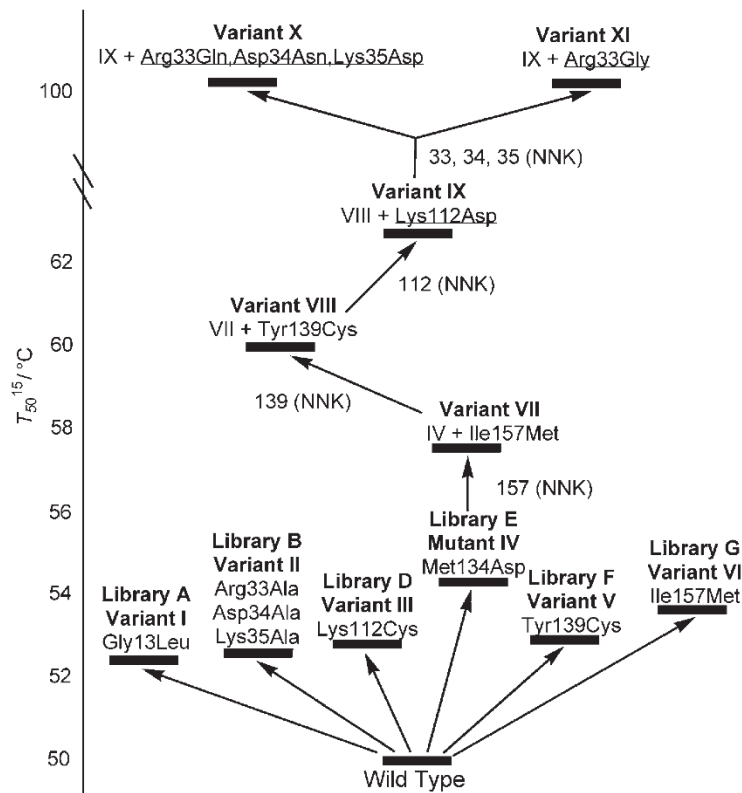 Variant X
IX + Arg33Gln,Asp34Asn,Lys35Asp
Variant XI
IX + Arg33Gly
100
33, 34, 35 (NNK)
Variant IX
VIII + Lys112Asp
62
112 (NNK)
Variant VIII
VII + Tyr139Cys
60
T₅₀¹⁵/ °C
139 (NNK)
58
Variant VII
IV + Ile157Met
157 (NNK)
56
Library E
Mutant IV
Met134Asp
Library B
Variant II
Arg33Ala
Asp34Ala
Lys35Ala
Library G
Variant VI
Ile157Met
54
Library A
Variant I
Gly13Leu
Library D
Variant III
Lys112Cys
Library F
Variant V
Tyr139Cys
52
50
Wild Type